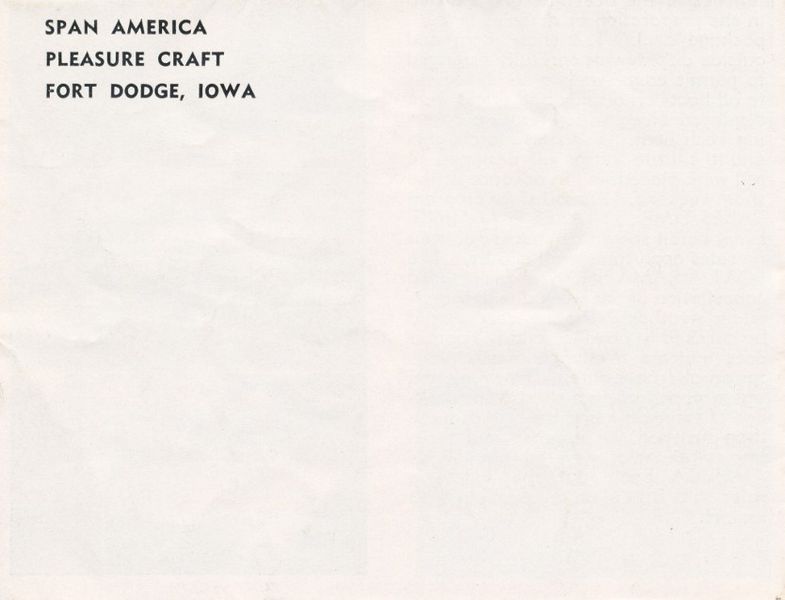 SPAN AMERICA
PLEASURE CRAFT
FORT DODGE, IOWA